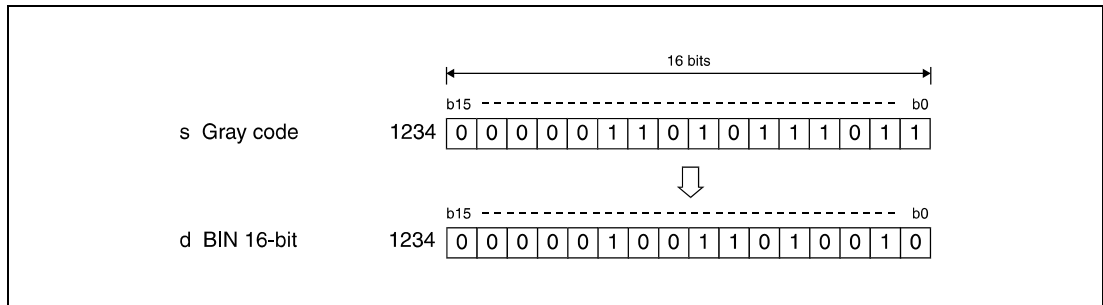 16 bits
b15 b0
s Gray code 1234 0 0 0 0 0 1 1 0 1 0 1 1 1 0 1 1
b15 b0
d BIN 16-bit 1234 0 0 0 0 0 1 0 0 1 1 0 1 0 0 1 0